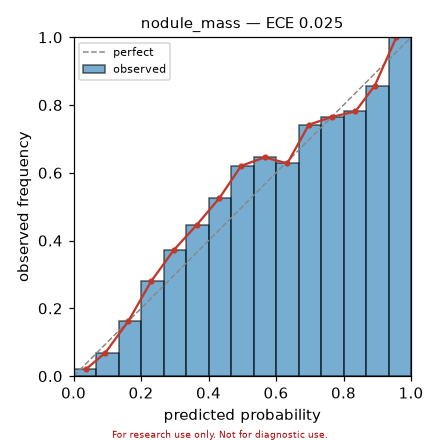 nodule_mass — ECE 0.025
perfect
observed
observed frequency
1.0
0.8
0.6
0.4
0.2
0.0
0.0 0.2 0.4 0.6 0.8 1.0
predicted probability
For research use only. Not for diagnostic use.